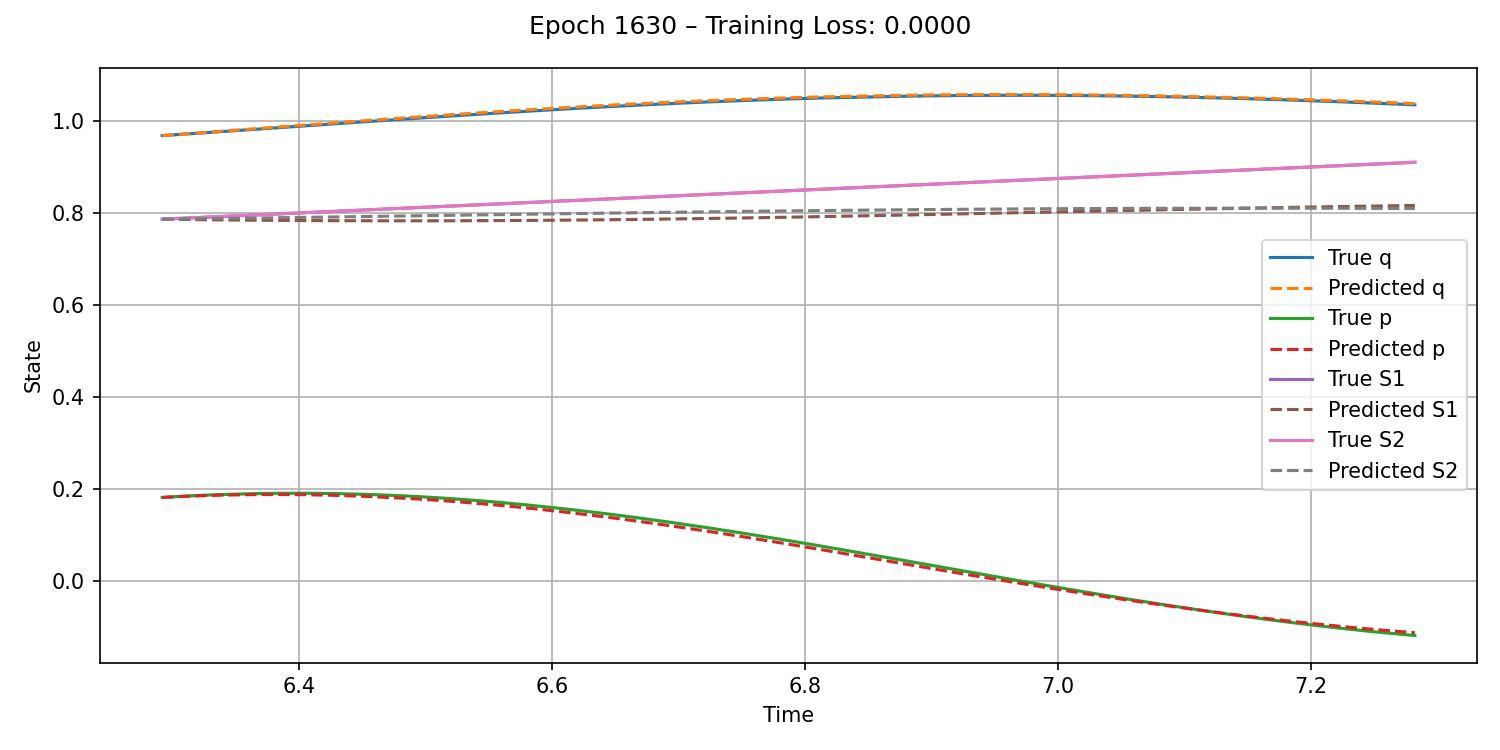 Epoch 1630 – Training Loss: 0.0000
State
1.0
0.8
0.6
0.4
0.2
0.0
True q
Predicted q
True p
Predicted p
True S1
Predicted S1
True S2
Predicted S2
6.4 6.6 6.8 7.0 7.2
Time